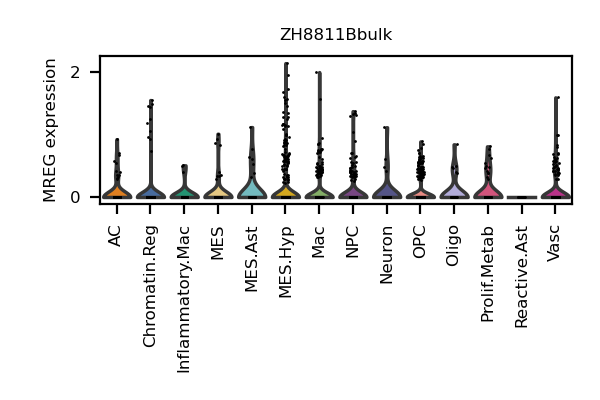 ZH8811Bbulk
MREG expression
2
0
AC
Chromatin.Reg
Inflammatory.Mac
MES
MES.Ast
MES.Hyp
Mac
NPC
Neuron
OPC
Oligo
Prolif.Metab
Reactive.Ast
Vasc